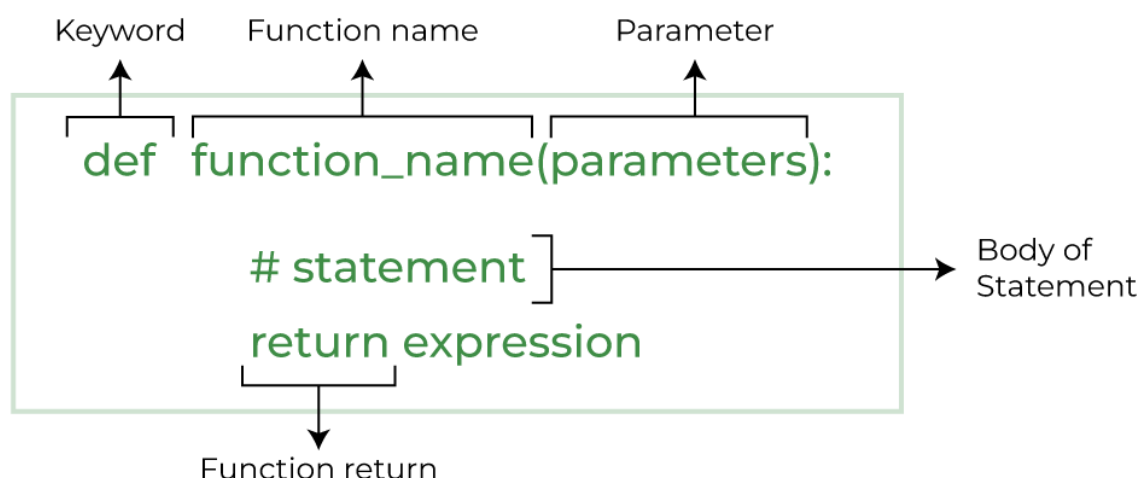 Keyword Function name Parameter
def function_name(parameters):
# statement
Body of
Statement
return expression
Function return